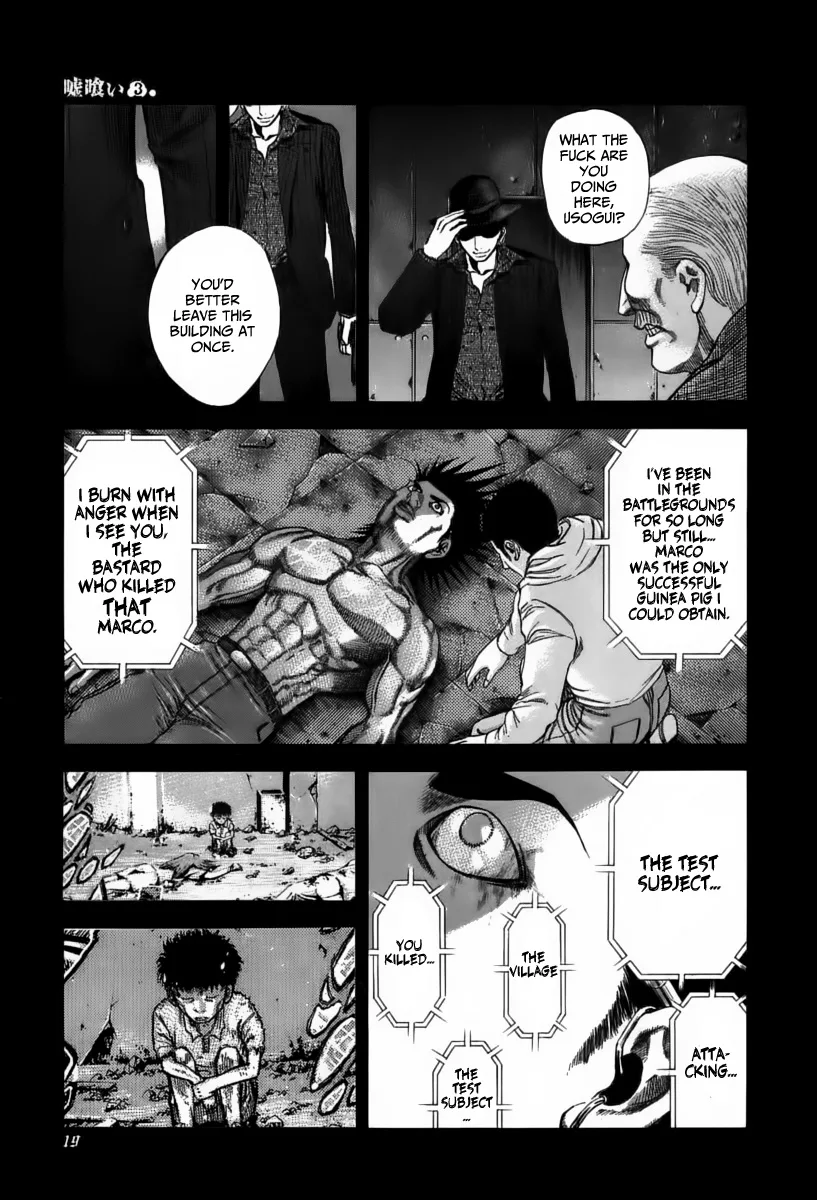 嘘喰い 3.
WHAT THE
FUCK ARE
YOU
DOING
HERE,
USOGUI?
YOU'D
BETTER
LEAVE THIS
BUILDING AT
ONCE.
I'VE BEEN
IN THE
BATTLEGROUNDS
FOR SO LONG
BUT STILL...
MARCO
WAS THE ONLY
SUCCESSFUL
GUINEA PIG I
COULD OBTAIN.
I BURN WITH
ANGER WHEN
I SEE YOU,
THE
BASTARD
WHO KILLED
THAT
MARCO.
THE TEST
SUBJECT...
ATTA-
CKING...
THE
VILLAGE
THE
TEST
SUBJECT
...
YOU
KILLED...
19